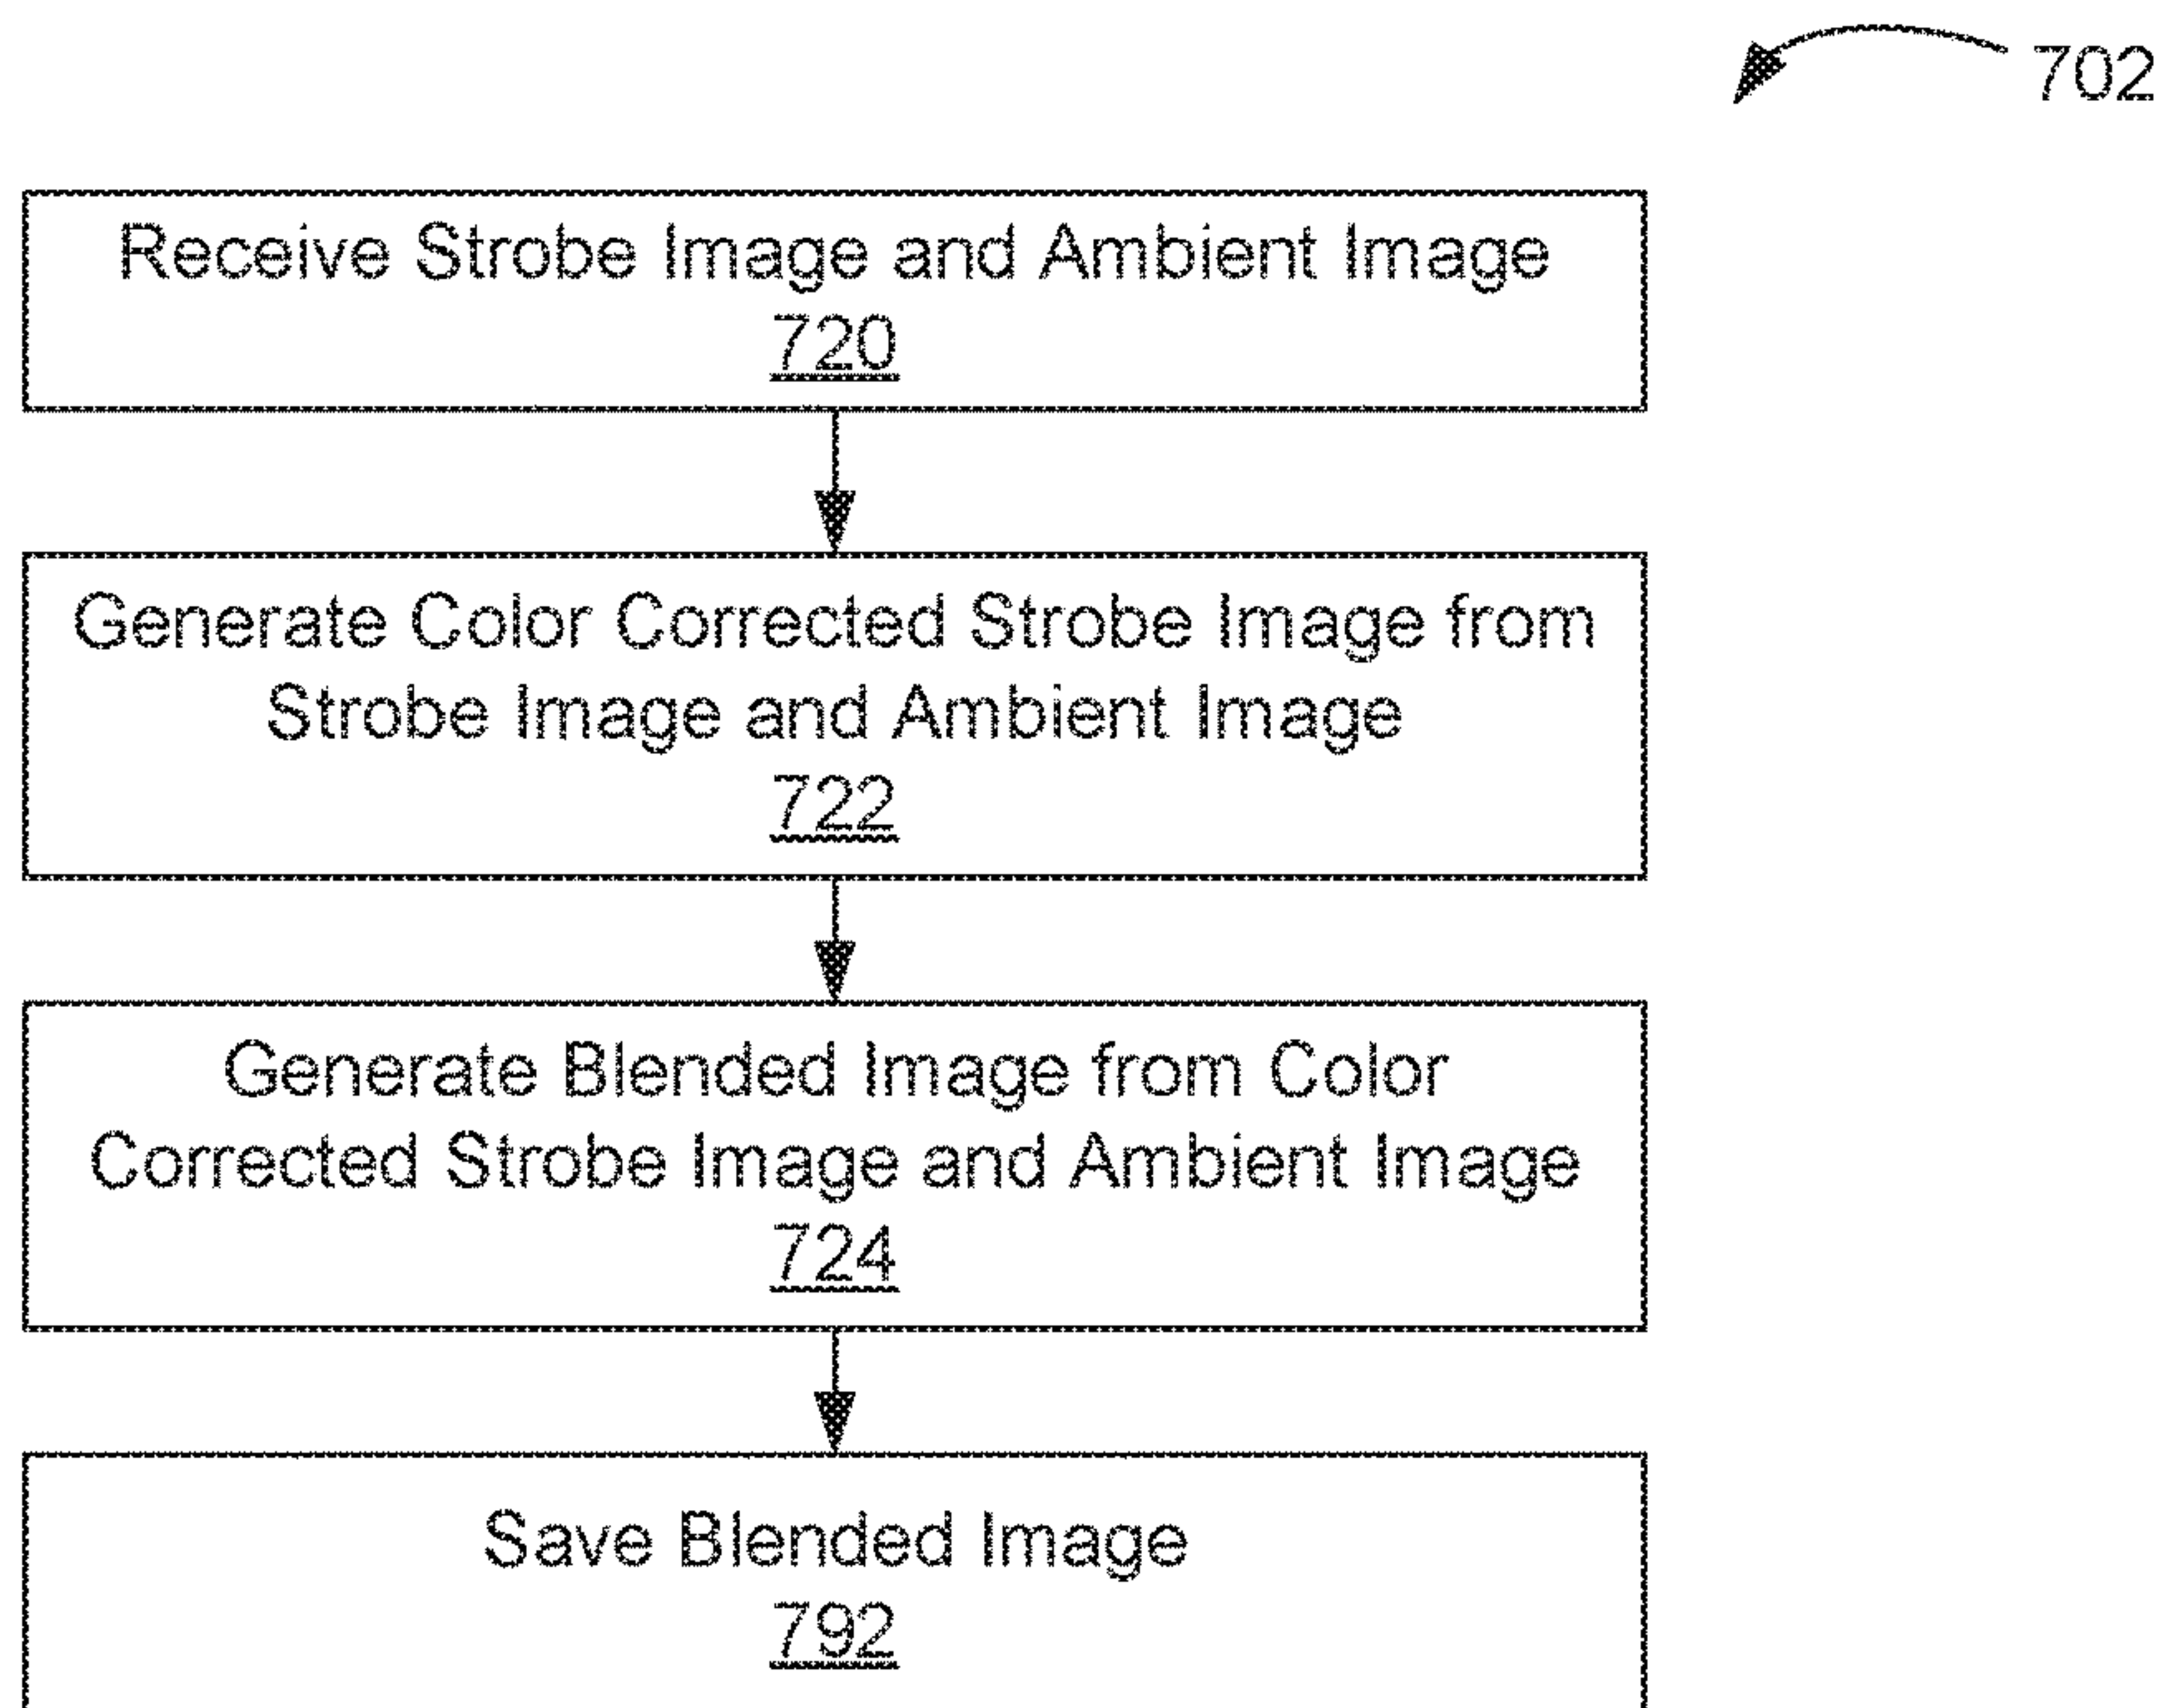 702
Receive Strobe Image and Ambient Image
720
Generate Color Corrected Strobe Image from
Strobe Image and Ambient Image
722
Generate Blended Image from Color
Corrected Strobe Image and Ambient Image
724
Save Blended Image
792